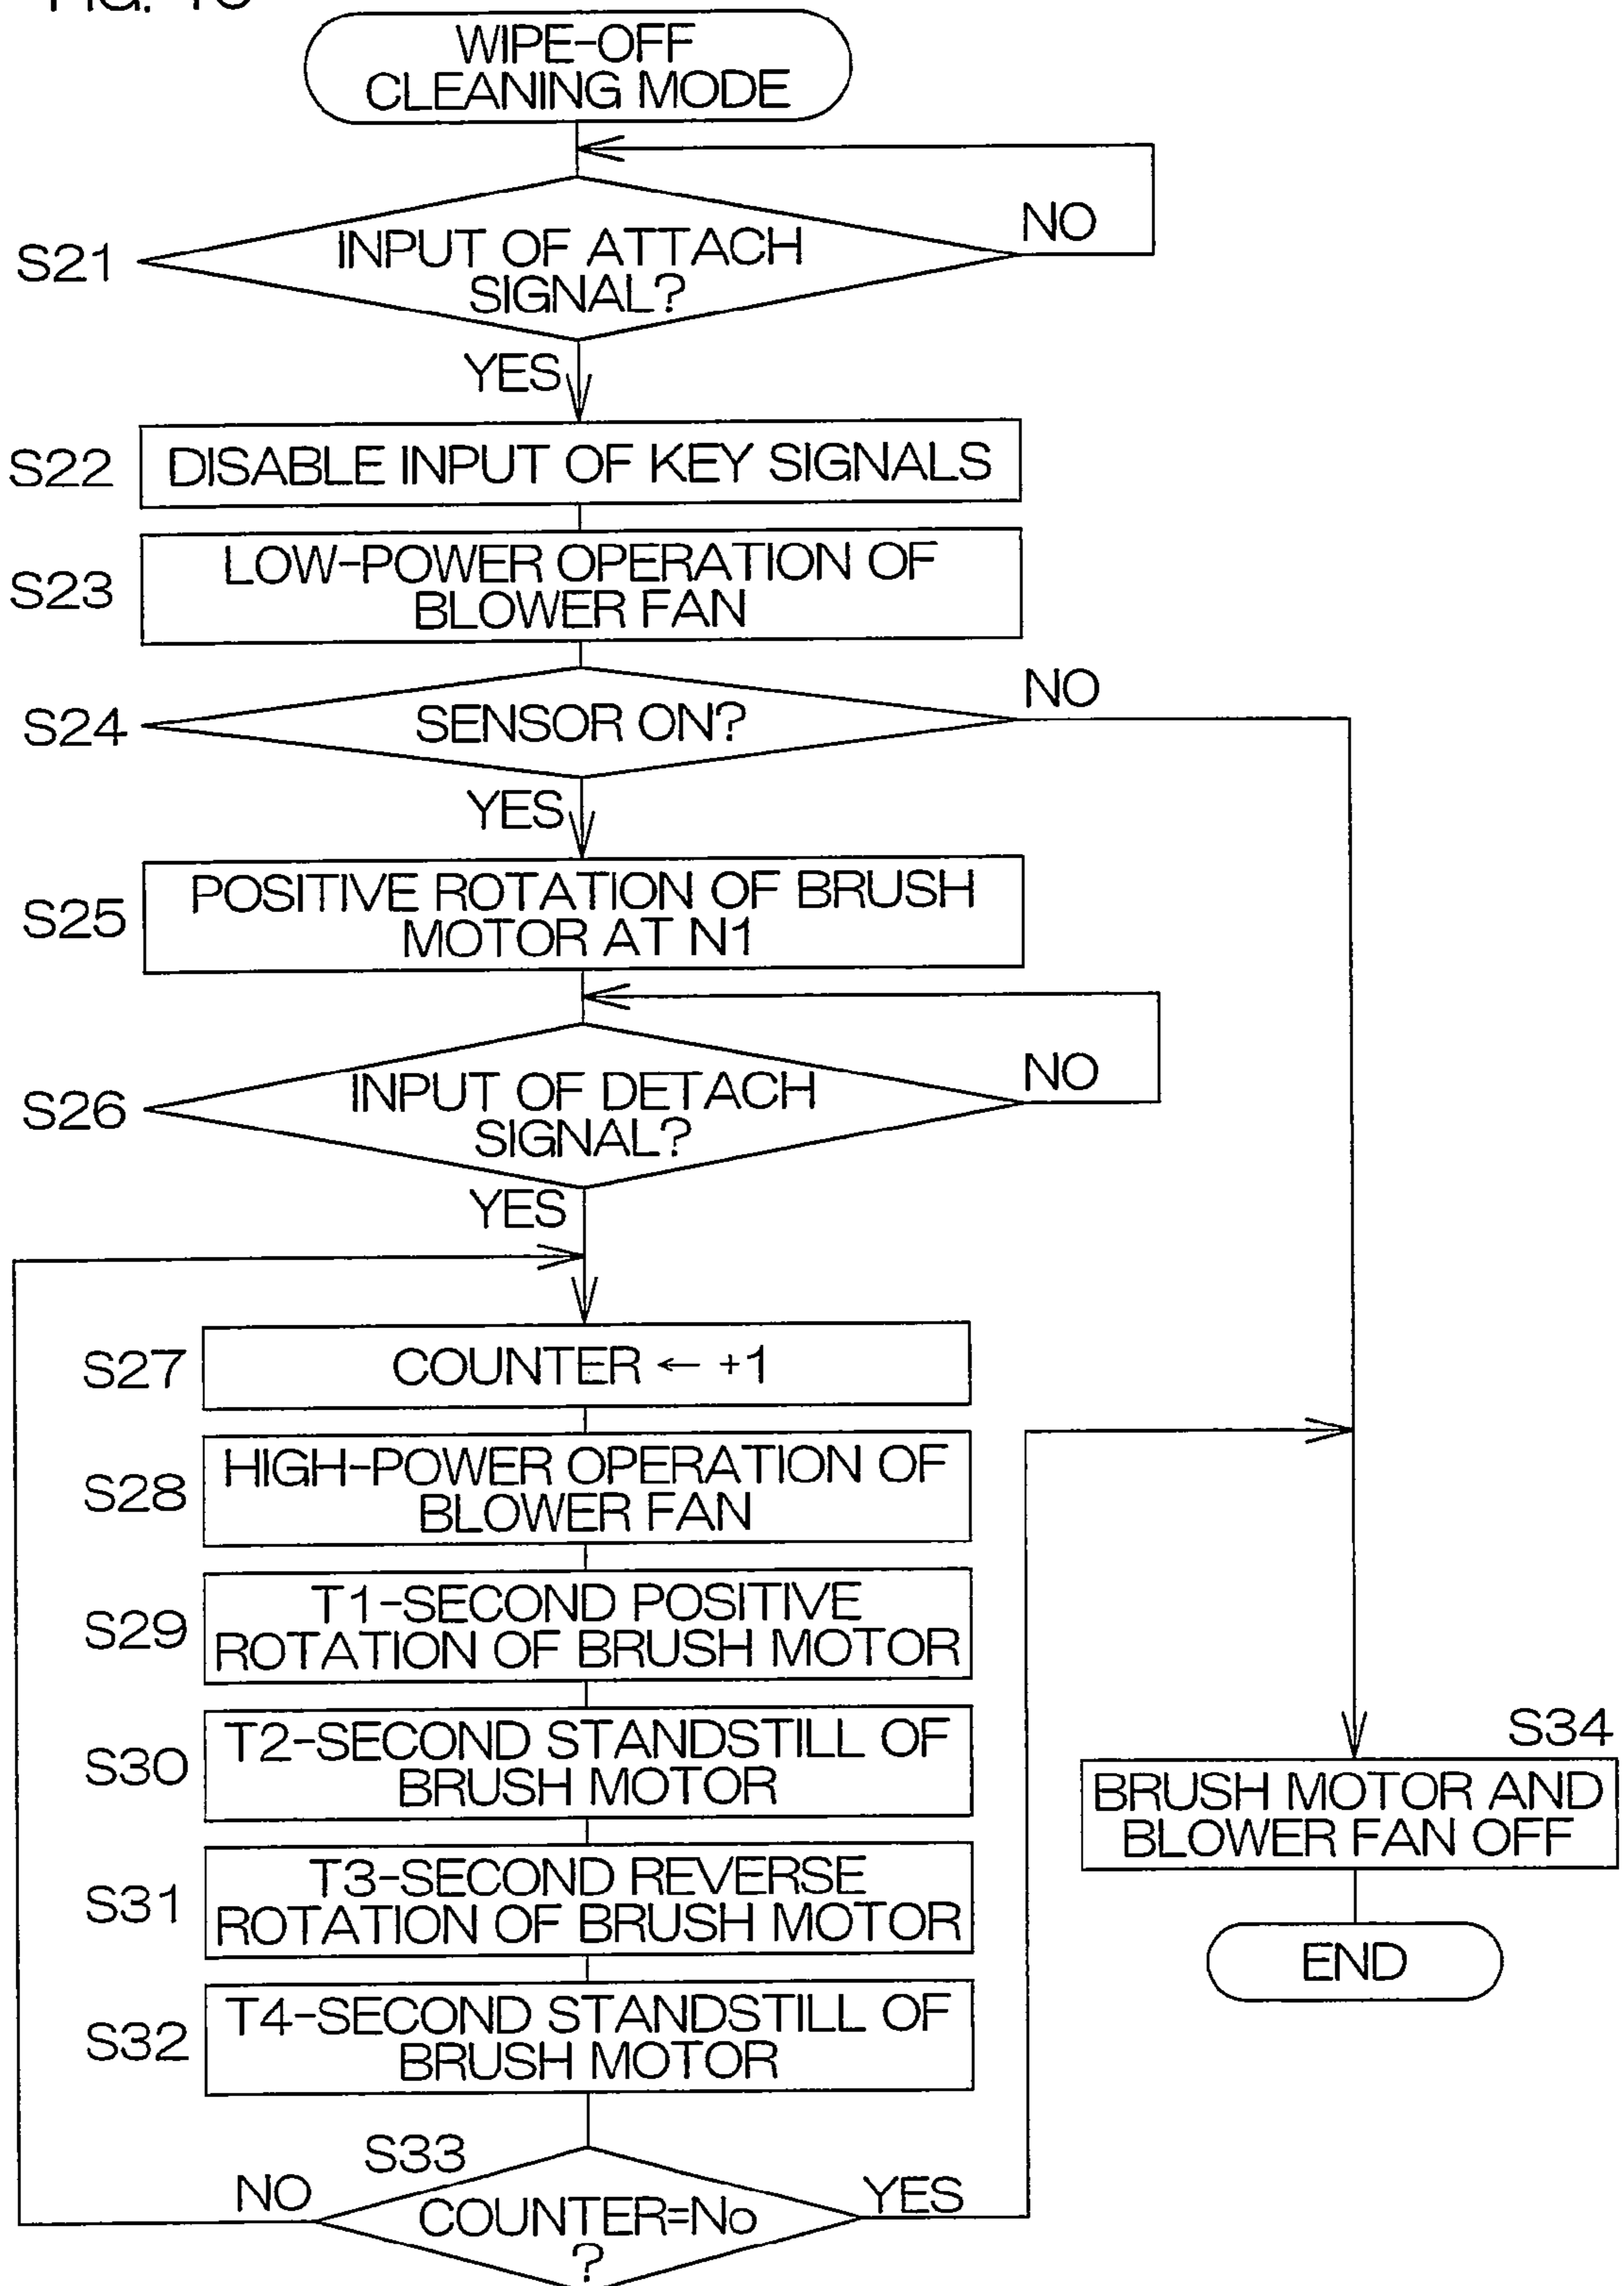 WIPE-OFF
CLEANING MODE
S21
INPUT OF ATTACH
SIGNAL?
NO
YES
S22
DISABLE INPUT OF KEY SIGNALS
S23
LOW-POWER OPERATION OF
BLOWER FAN
S24
SENSOR ON?
NO
YES
S25
POSITIVE ROTATION OF BRUSH
MOTOR AT N1
S26
INPUT OF DETACH
SIGNAL?
NO
YES
S27
COUNTER ← +1
S28
HIGH-POWER OPERATION OF
BLOWER FAN
S29
T1-SECOND POSITIVE
ROTATION OF BRUSH MOTOR
S30
T2-SECOND STANDSTILL OF
BRUSH MOTOR
S31
T3-SECOND REVERSE
ROTATION OF BRUSH MOTOR
S32
T4-SECOND STANDSTILL OF
BRUSH MOTOR
S33
NO
COUNTER=No
?
YES
S34
BRUSH MOTOR AND
BLOWER FAN OFF
END